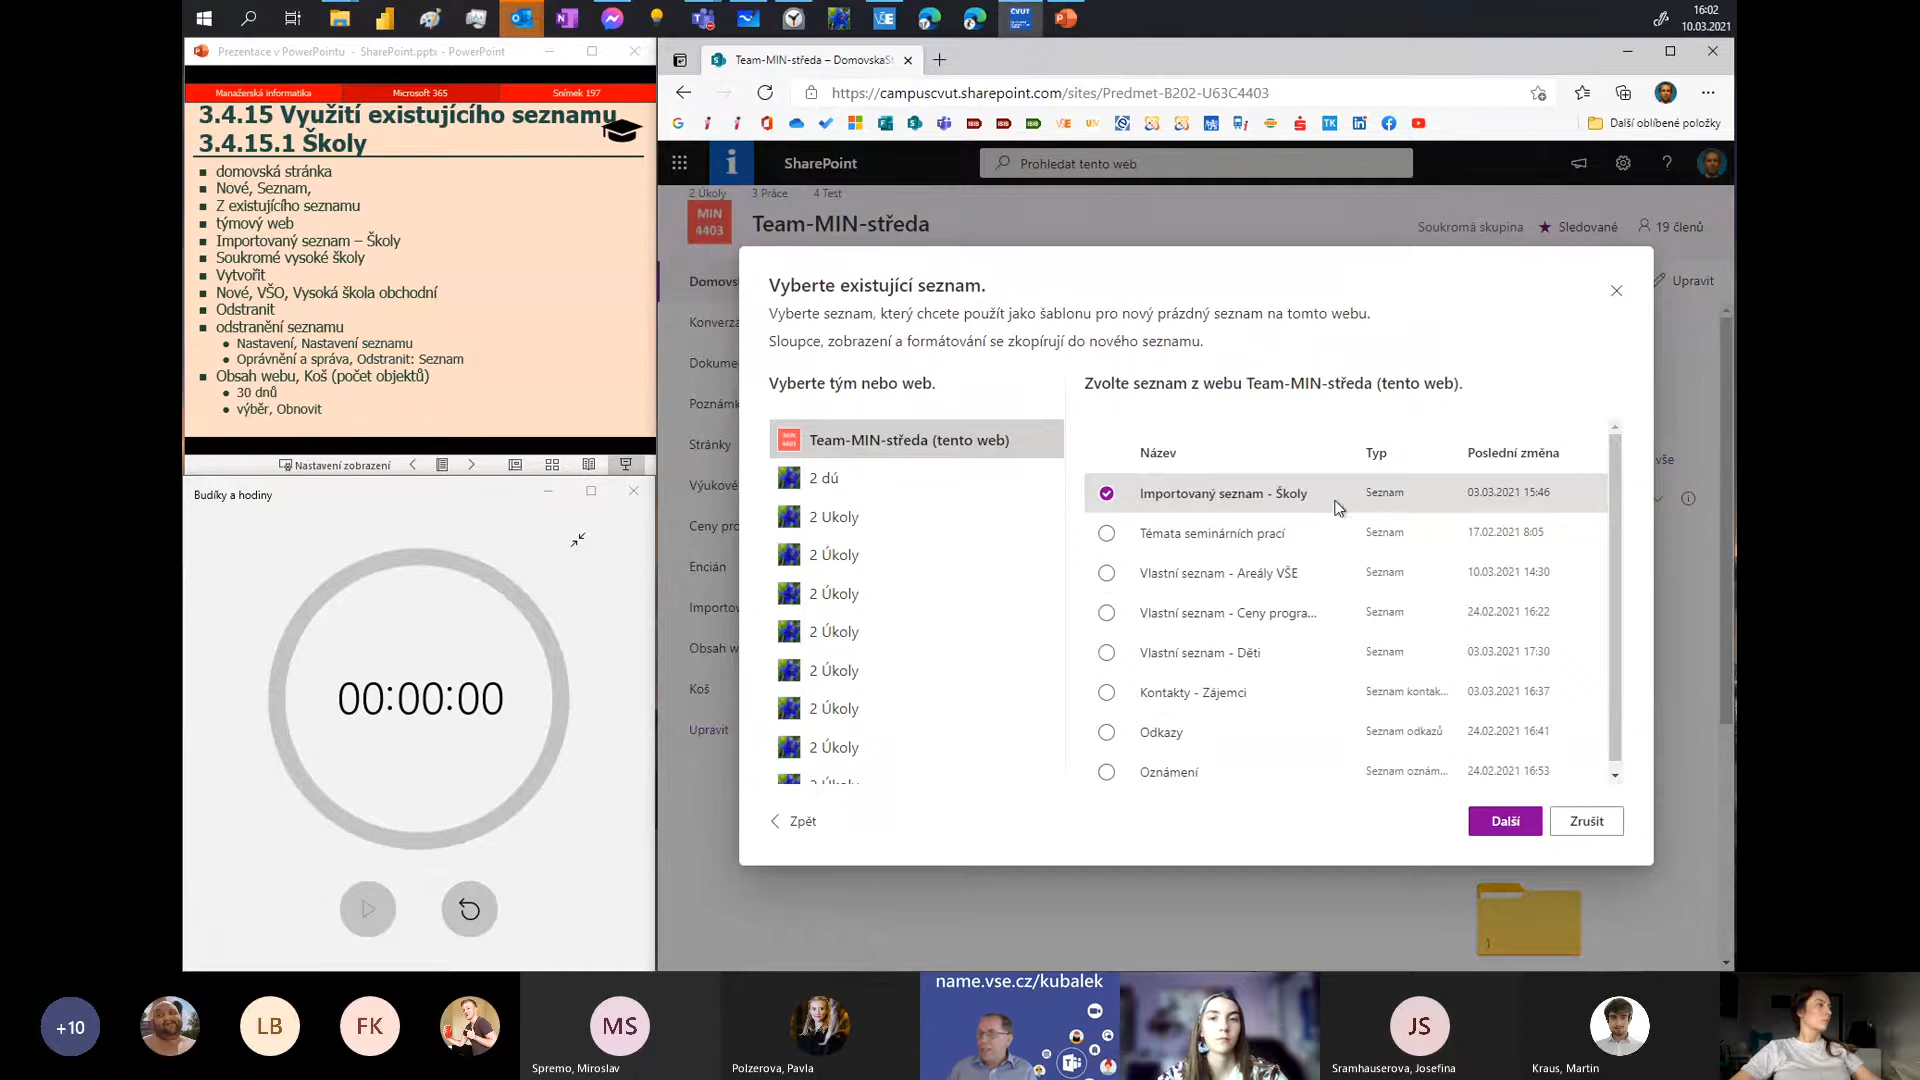 16:02
10.03.2021
Prezentace v PowerPointu - SharePoint.pptx - PowerPoint
Manažerská informatika
Microsoft 365
Snímek 197
3.4.15 Využití existujícího seznamu
3.4.15.1 Školy
domovská stránka
Nové, Seznam,
Z existujícího seznamu
týmový web
Importovaný seznam – Školy
Soukromé vysoké školy
Vytvořit
Nové, VŠO, Vysoká škola obchodní
Odstranit
odstranění seznamu
Nastavení, Nastavení seznamu
Oprávnění a správa, Odstranit: Seznam
Obsah webu, Koš (počet objektů)
30 dnů
výběr, Obnovit
Nastavení zobrazení
Budíky a hodiny
00:00:00
Team-MIN-středa – DomovskaSt
https://campuscvut.sharepoint.com/sites/Predmet-B202-U63C4403
Další oblíbené položky
SharePoint
Prohledat tento web
2 Úkoly
3 Práce
4 Test
MIN
4403
Team-MIN-středa
Soukromá skupina
Sledované
19 členů
Domovs
Konverza
Dokume
Poznámk
Stránky
Výukové
Ceny pro
Encián
Importov
Obsah w
Koš
Upravit
Upravit
vše
Vyberte existující seznam.
Vyberte seznam, který chcete použít jako šablonu pro nový prázdný seznam na tomto webu.
Sloupce, zobrazení a formátování se zkopírují do nového seznamu.
Vyberte tým nebo web.
Team-MIN-středa (tento web)
2 dú
2 Ukoly
2 Úkoly
2 Úkoly
2 Úkoly
2 Úkoly
2 Úkoly
2 Úkoly
2 Úkoly
Zvolte seznam z webu Team-MIN-středa (tento web).
Název Typ Poslední změna
Importovaný seznam - Školy Seznam 03.03.2021 15:46
Témata seminárních prací Seznam 17.02.2021 8:05
Vlastní seznam - Areály VŠE Seznam 10.03.2021 14:30
Vlastní seznam - Ceny progra... Seznam 24.02.2021 16:22
Vlastní seznam - Děti Seznam 03.03.2021 17:30
Kontakty - Zájemci Seznam kontak... 03.03.2021 16:37
Odkazy Seznam odkazů 24.02.2021 16:41
Oznámení Seznam oznám... 24.02.2021 16:53
Zpět
Další
Zrušit
1
+10
LB
FK
MS
Spremo, Miroslav
Polzerova, Pavla
name.vse.cz/kubalek
JS
Sramhauserova, Josefina
Kraus, Martin